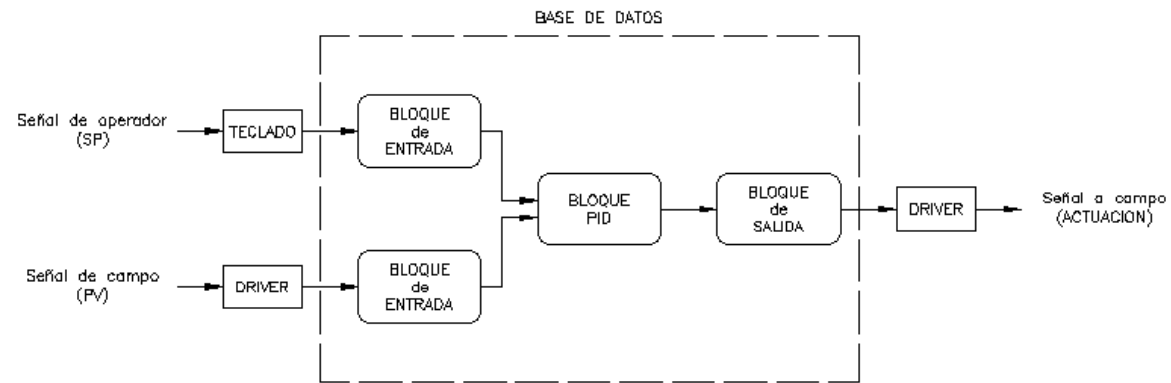 BASE DE DATOS
Señal de operador
(SP)
TECLADO
BLOQUE
de
ENTRADA
BLOQUE
PID
BLOQUE
de
SALIDA
DRIVER
Señal a campo
(ACTUACION)
Señal de campo
(PV)
DRIVER
BLOQUE
de
ENTRADA